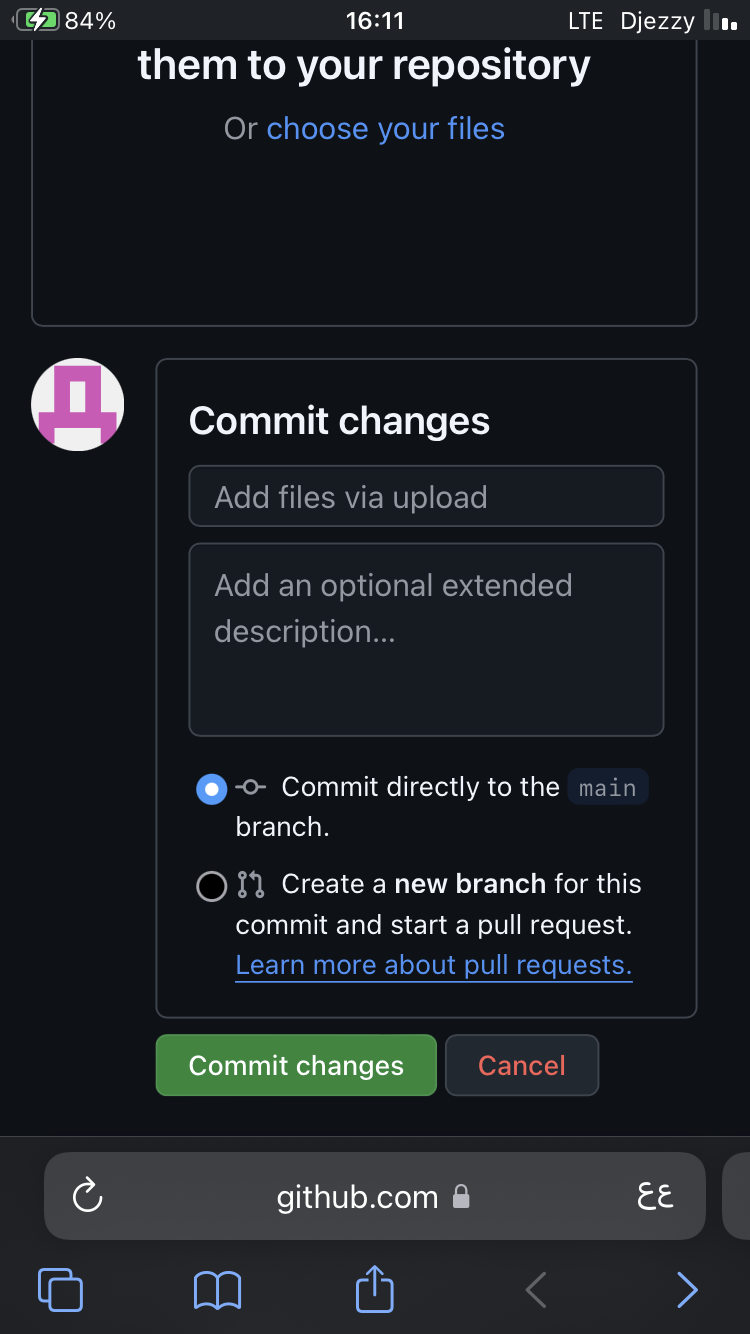 84%
16:11
LTE Djezzy
them to your repository
Or choose your files
Commit changes
Add files via upload
Add an optional extended
description...
Commit directly to the main
branch.
Create a new branch for this
commit and start a pull request.
Learn more about pull requests.
Commit changes
Cancel
github.com
عع